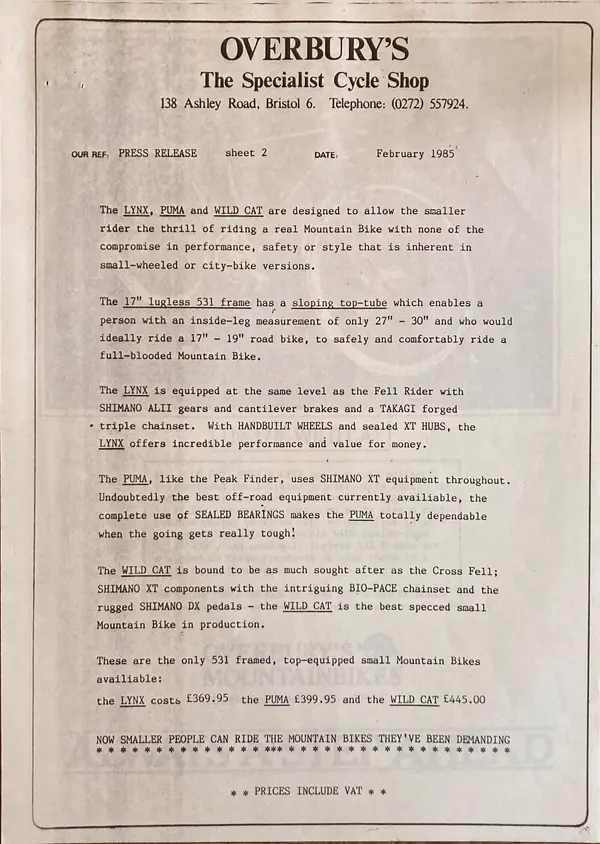 OVERBURY'S
The Specialist Cycle Shop
138 Ashley Road, Bristol 6. Telephone: (0272) 557924.
OUR REF: PRESS RELEASE sheet 2 DATE: February 1985
The LYNX, PUMA and WILD CAT are designed to allow the smaller
rider the thrill of riding a real Mountain Bike with none of the
compromise in performance, safety or style that is inherent in
small-wheeled or city-bike versions.
The 17" lugless 531 frame has a sloping top-tube which enables a
person with an inside-leg measurement of only 27" - 30" and who would
ideally ride a 17" - 19" road bike, to safely and comfortably ride a
full-blooded Mountain Bike.
The LYNX is equipped at the same level as the Fell Rider with
SHIMANO ALII gears and cantilever brakes and a TAKAGI forged
triple chainset. With HANDBUILT WHEELS and sealed XT HUBS, the
LYNX offers incredible performance and value for money.
The PUMA, like the Peak Finder, uses SHIMANO XT equipment throughout.
Undoubtedly the best off-road equipment currently availiable, the
complete use of SEALED BEARINGS makes the PUMA totally dependable
when the going gets really tough!
The WILD CAT is bound to be as much sought after as the Cross Fell;
SHIMANO XT components with the intriguing BIO-PACE chainset and the
rugged SHIMANO DX pedals - the WILD CAT is the best specced small
Mountain Bike in production.
These are the only 531 framed, top-equipped small Mountain Bikes
availiable:
the LYNX costs £369.95 the PUMA £399.95 and the WILD CAT £445.00
NOW SMALLER PEOPLE CAN RIDE THE MOUNTAIN BIKES THEY'VE BEEN DEMANDING
* * * * * * * * * * * * * * *** * * * * * * * * * * * * * * * * * *
* * PRICES INCLUDE VAT * *
OVERBURY'S
MOUNTAINBIKES